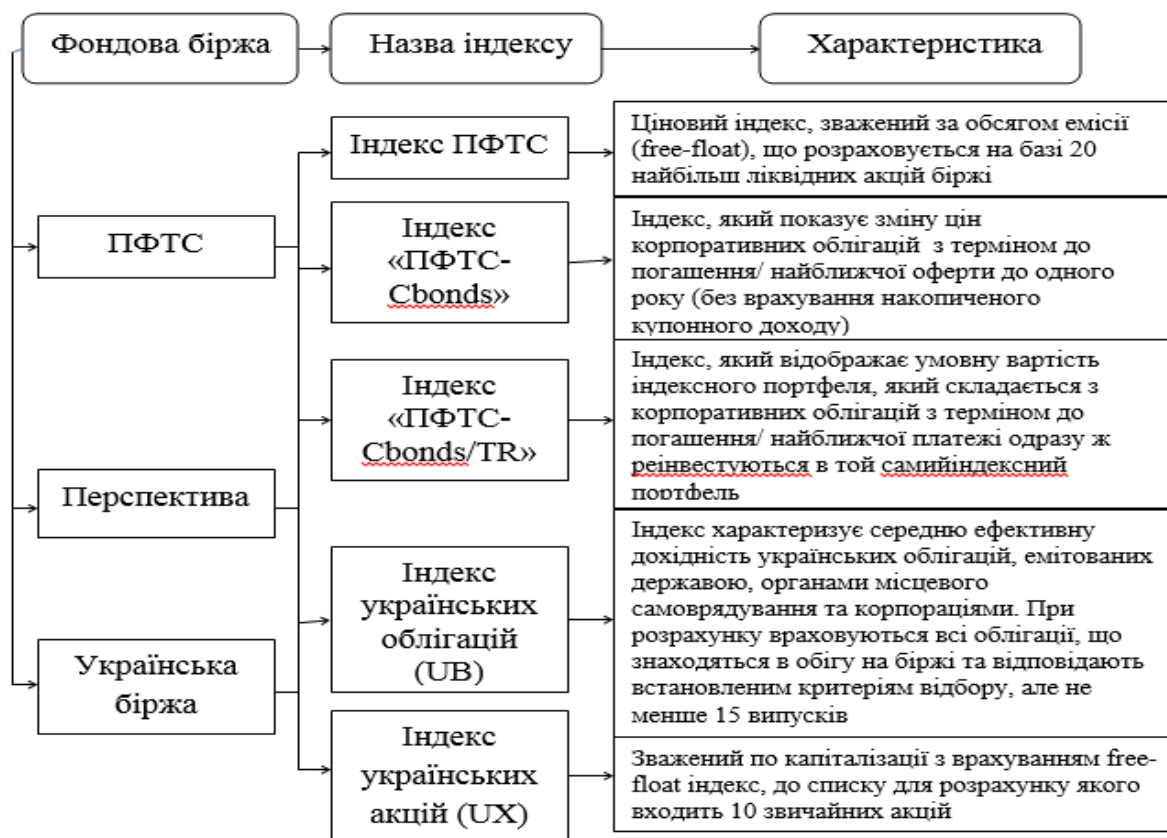 Фондова біржа
Назва індексу
Характеристика
ПФТС
Перспектива
Українська
біржа
Індекс ПФТС
Ціновий індекс, зважений за обсягом емісії
(free-float), що розраховується на базі 20
найбільш ліквідних акцій біржі
Індекс
«ПФТС-
Cbonds»
Індекс, який показує зміну цін
корпоративних облігацій з терміном до
погашення/ найближчої оферти до одного
року (без врахування накопиченого
купонного доходу)
Індекс
«ПФТС-
Cbonds/TR»
Індекс, який відображає умовну вартість
індексного портфеля, який складається з
корпоративних облігацій з терміном до
погашення/ найближчої платежі одразу ж
реінвестуються в той самийіндексний
портфель
Індекс
українських
облігацій
(UB)
Індекс характеризує середню ефективну
дохідність українських облігацій, емітованих
державою, органами місцевого
самоврядування та корпораціями. При
розрахунку враховуються всі облігації, що
знаходяться в обігу на біржі та відповідають
встановленим критеріям відбору, але не
менше 15 випусків
Індекс
українських
акцій (UX)
Зважений по капіталізації з врахуванням free-
float індекс, до списку для розрахунку якого
входить 10 звичайних акцій